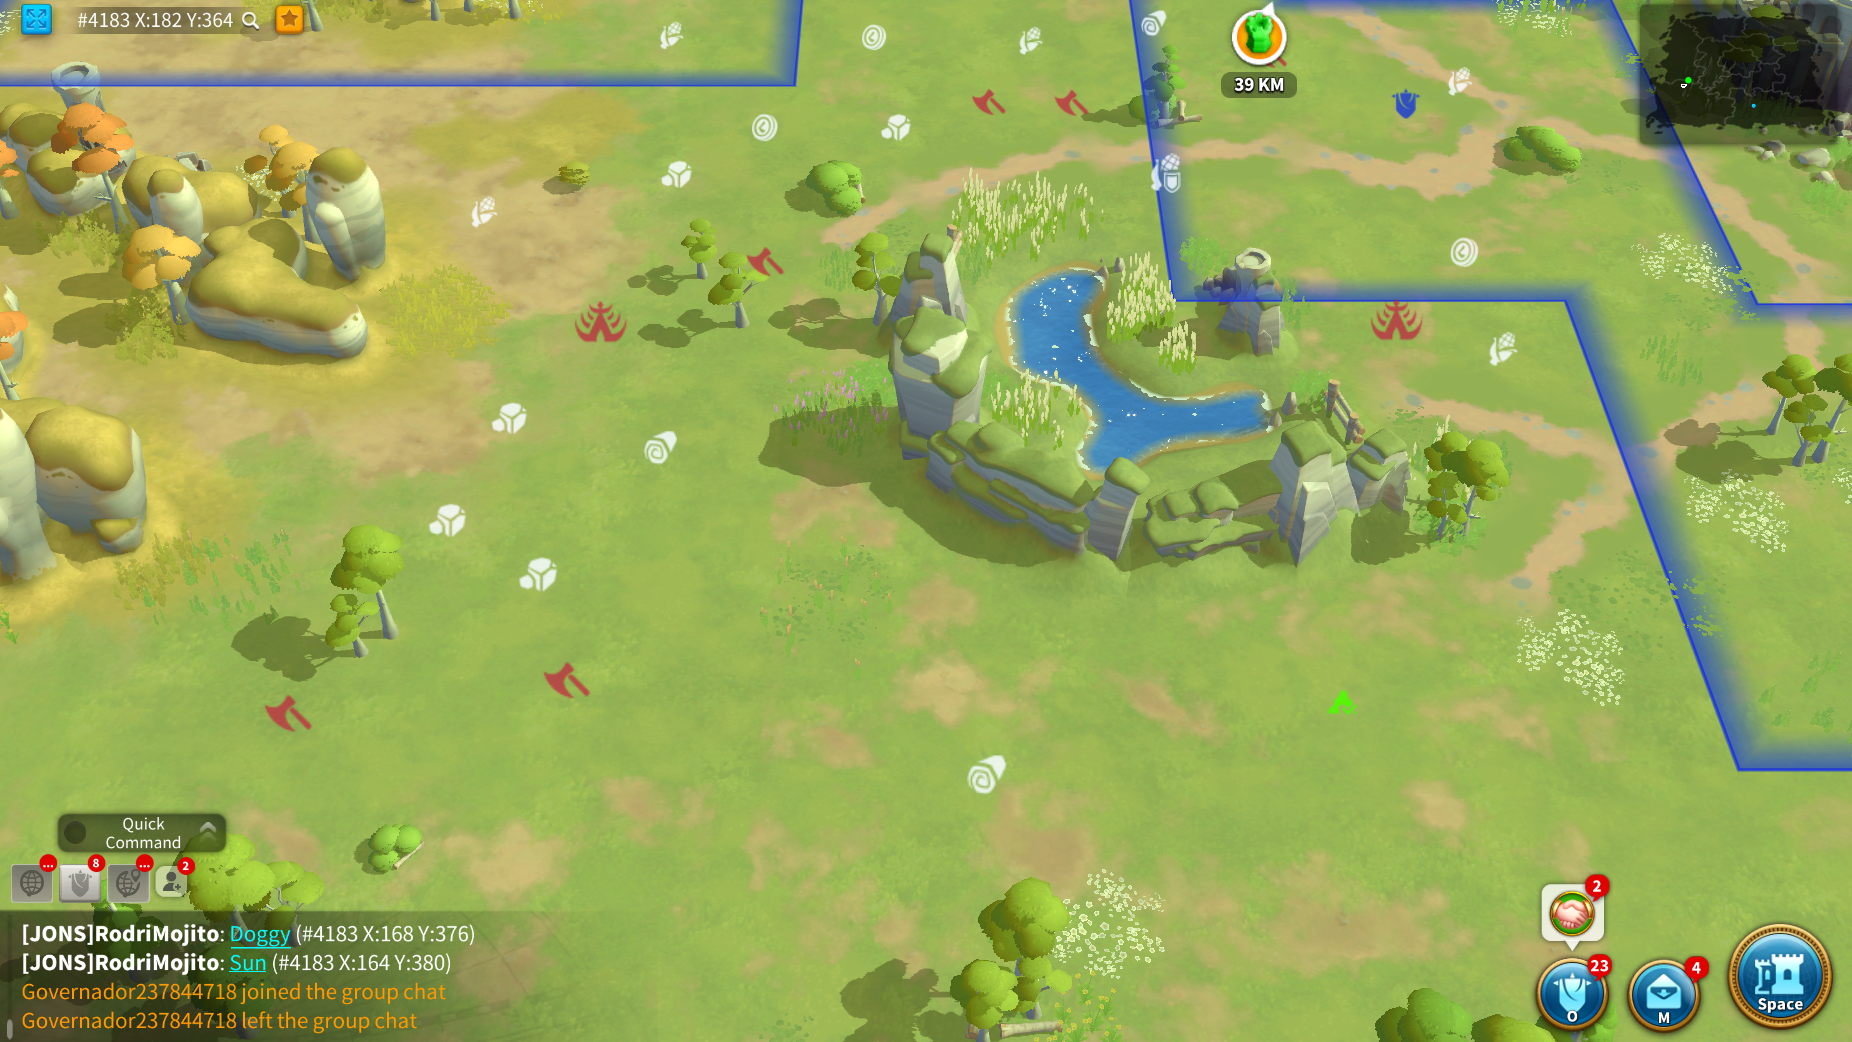 #4183 X:182 Y:364
39 KM
Quick
Command
... 8 ... 2
[JONS]RodriMojito: Doggy (#4183 X:168 Y:376)
[JONS]RodriMojito: Sun (#4183 X:164 Y:380)
Governador237844718 joined the group chat
Governador237844718 left the group chat
2
23
4
O
M
Space